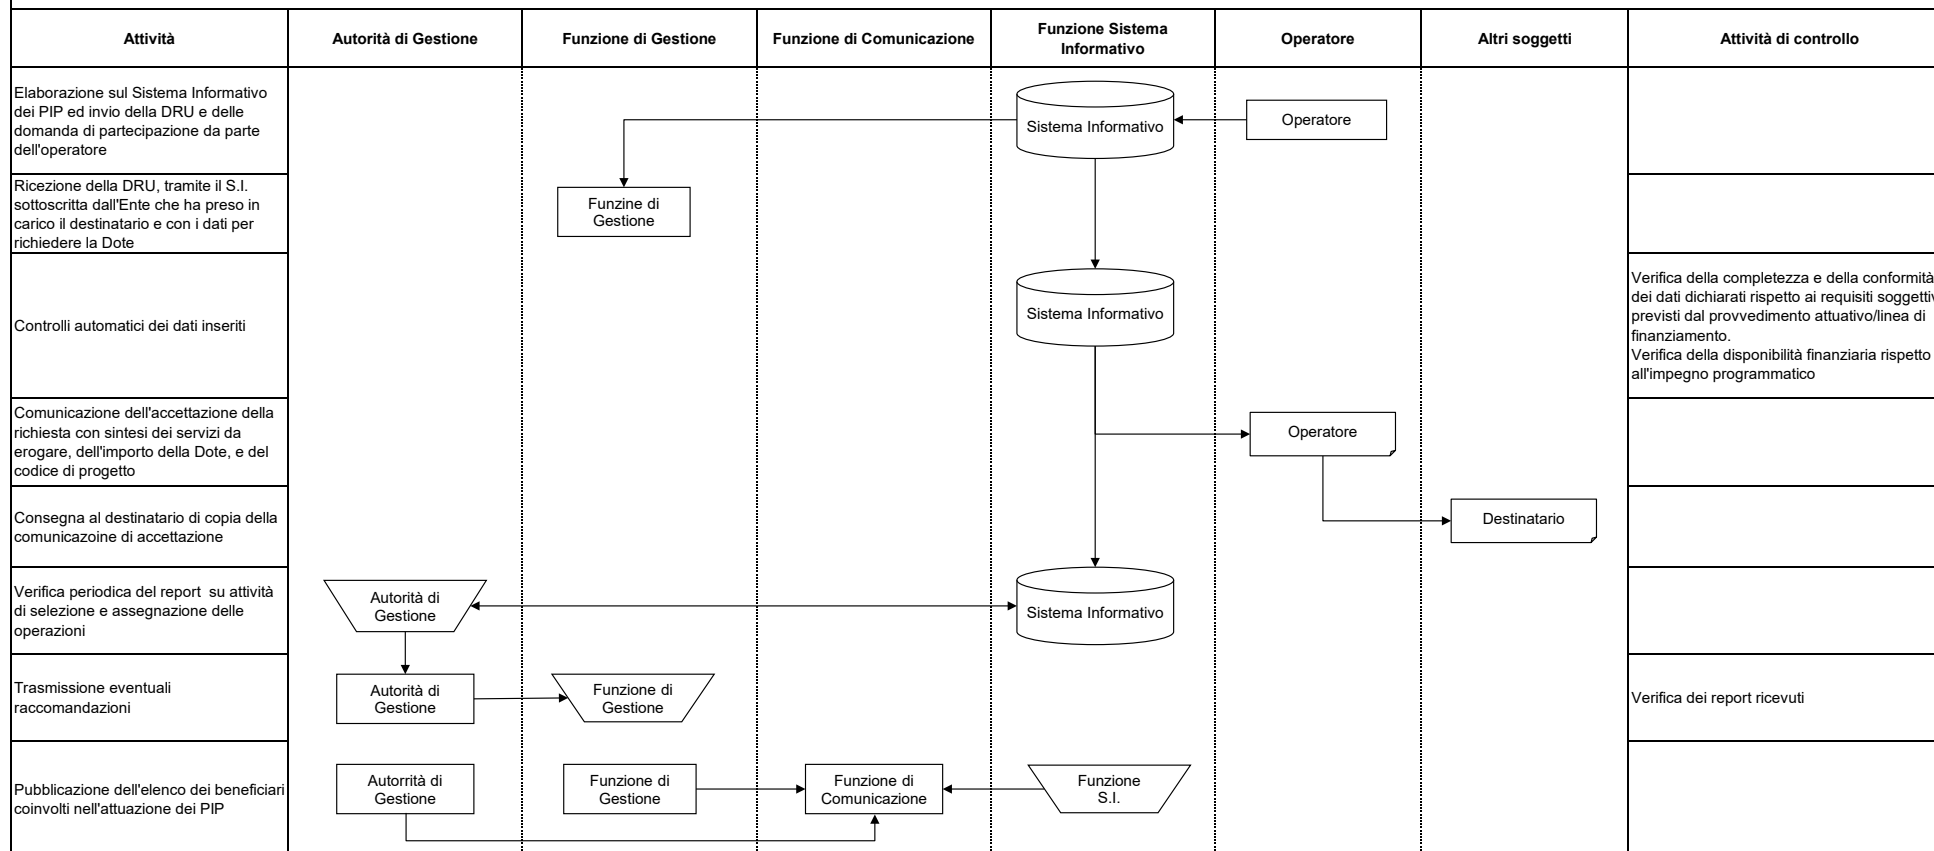 Attività
Autorità di Gestione
Funzione di Gestione
Funzione di Comunicazione
Funzione Sistema
Informativo
Operatore
Altri soggetti
Attività di controllo
Elaborazione sul Sistema Informativo
dei PIP ed invio della DRU e delle
domanda di partecipazione da parte
dell'operatore
Sistema Informativo
Operatore
Ricezione della DRU, tramite il S.I.
sottoscritta dall'Ente che ha preso in
carico il destinatario e con i dati per
richiedere la Dote
Funzine di
Gestione
Controlli automatici dei dati inseriti
Sistema Informativo
Verifica della completezza e della conformità
dei dati dichiarati rispetto ai requisiti soggettiv
previsti dal provvedimento attuativo/linea di
finanziamento.
Verifica della disponibilità finanziaria rispetto
all'impegno programmatico
Comunicazione dell'accettazione della
richiesta con sintesi dei servizi da
erogare, dell'importo della Dote, e del
codice di progetto
Operatore
Consegna al destinatario di copia della
comunicazoine di accettazione
Destinatario
Verifica periodica del report su attività
di selezione e assegnazione delle
operazioni
Autorità di
Gestione
Sistema Informativo
Trasmissione eventuali
raccomandazioni
Autorità di
Gestione
Funzione di
Gestione
Verifica dei report ricevuti
Pubblicazione dell'elenco dei beneficiari
coinvolti nell'attuazione dei PIP
Autorrità di
Gestione
Funzione di
Gestione
Funzione di
Comunicazione
Funzione
S.I.